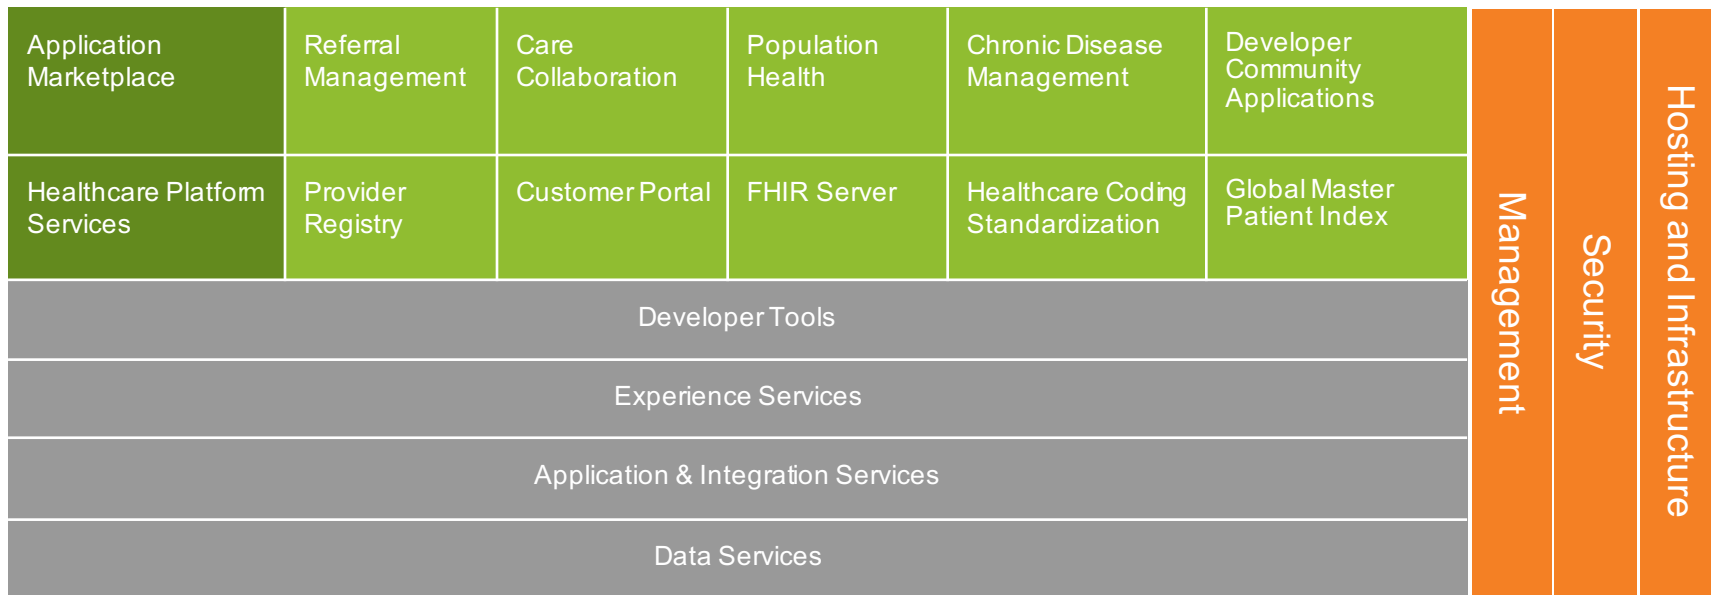 Application
Marketplace
Referral
Management
Care
Collaboration
Population
Health
Chronic Disease
Management
Developer
Community
Applications
Healthcare Platform
Services
Provider
Registry
Customer Portal
FHIR Server
Healthcare Coding
Standardization
Global Master
Patient Index
Developer Tools
Experience Services
Application & Integration Services
Data Services
Management
Security
Hosting and Infrastructure